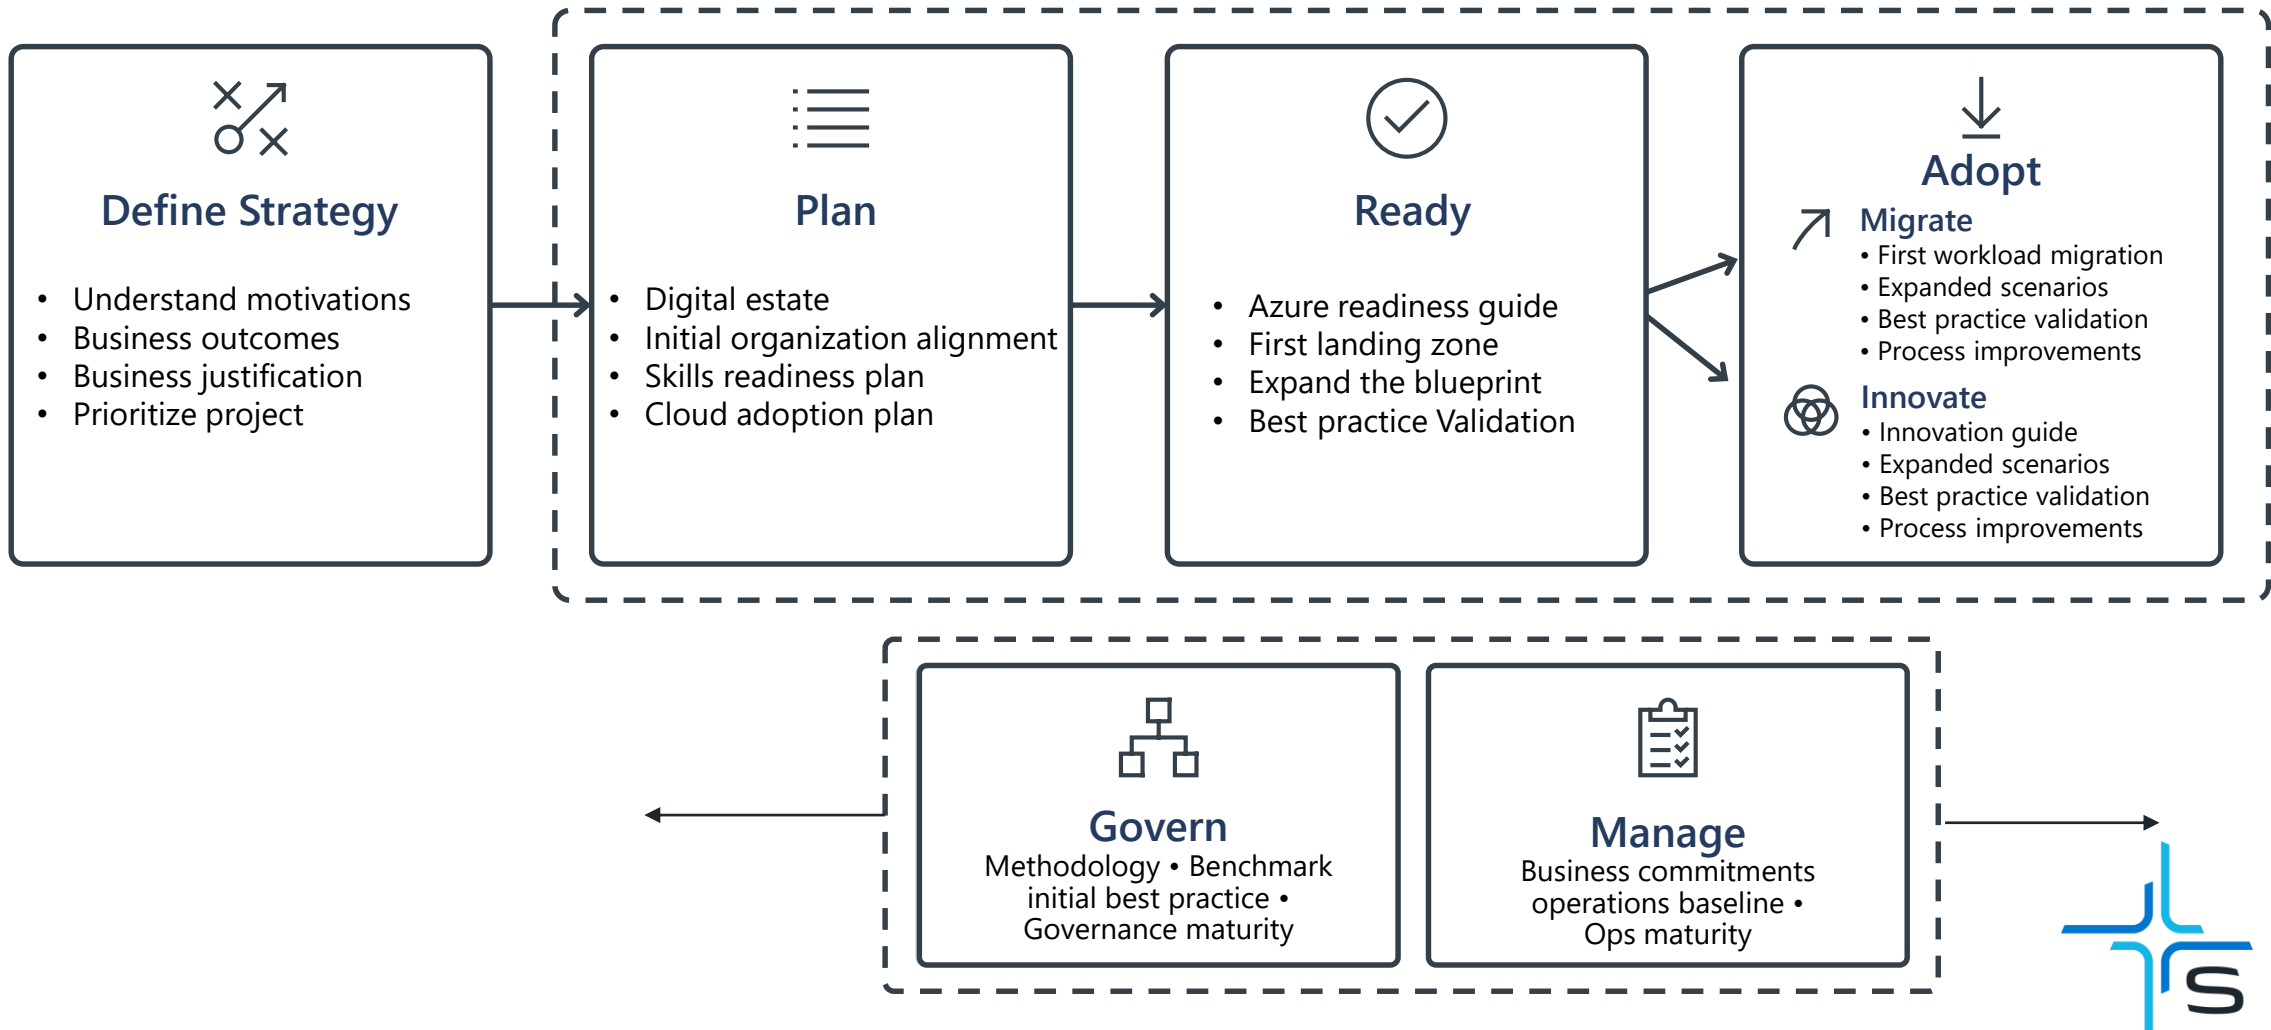 Define Strategy
• Understand motivations
• Business outcomes
• Business justification
• Prioritize project
Plan
• Digital estate
• Initial organization alignment
• Skills readiness plan
• Cloud adoption plan
Ready
• Azure readiness guide
• First landing zone
• Expand the blueprint
• Best practice Validation
Adopt
Migrate
• First workload migration
• Expanded scenarios
• Best practice validation
• Process improvements
Innovate
• Innovation guide
• Expanded scenarios
• Best practice validation
• Process improvements
Govern
Methodology • Benchmark
initial best practice •
Governance maturity
Manage
Business commitments
operations baseline •
Ops maturity
S